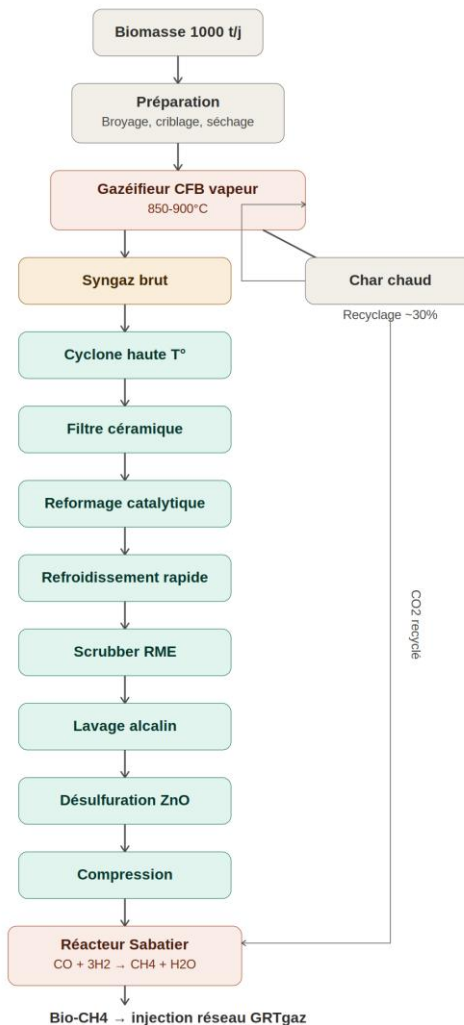 Biomasse 1000 t/j
Préparation
Broyage, criblage, séchage
Gazéifieur CFB vapeur
850-900°C
Syngaz brut
Char chaud
Recyclage ~30%
Cyclone haute T°
Filtre céramique
Reformage catalytique
Refroidissement rapide
CO2 recyclé
Scrubber RME
Lavage alcalin
Désulfuration ZnO
Compression
Réacteur Sabatier
CO + 3H2 → CH4 + H2O
Bio-CH4 → injection réseau GRTgaz